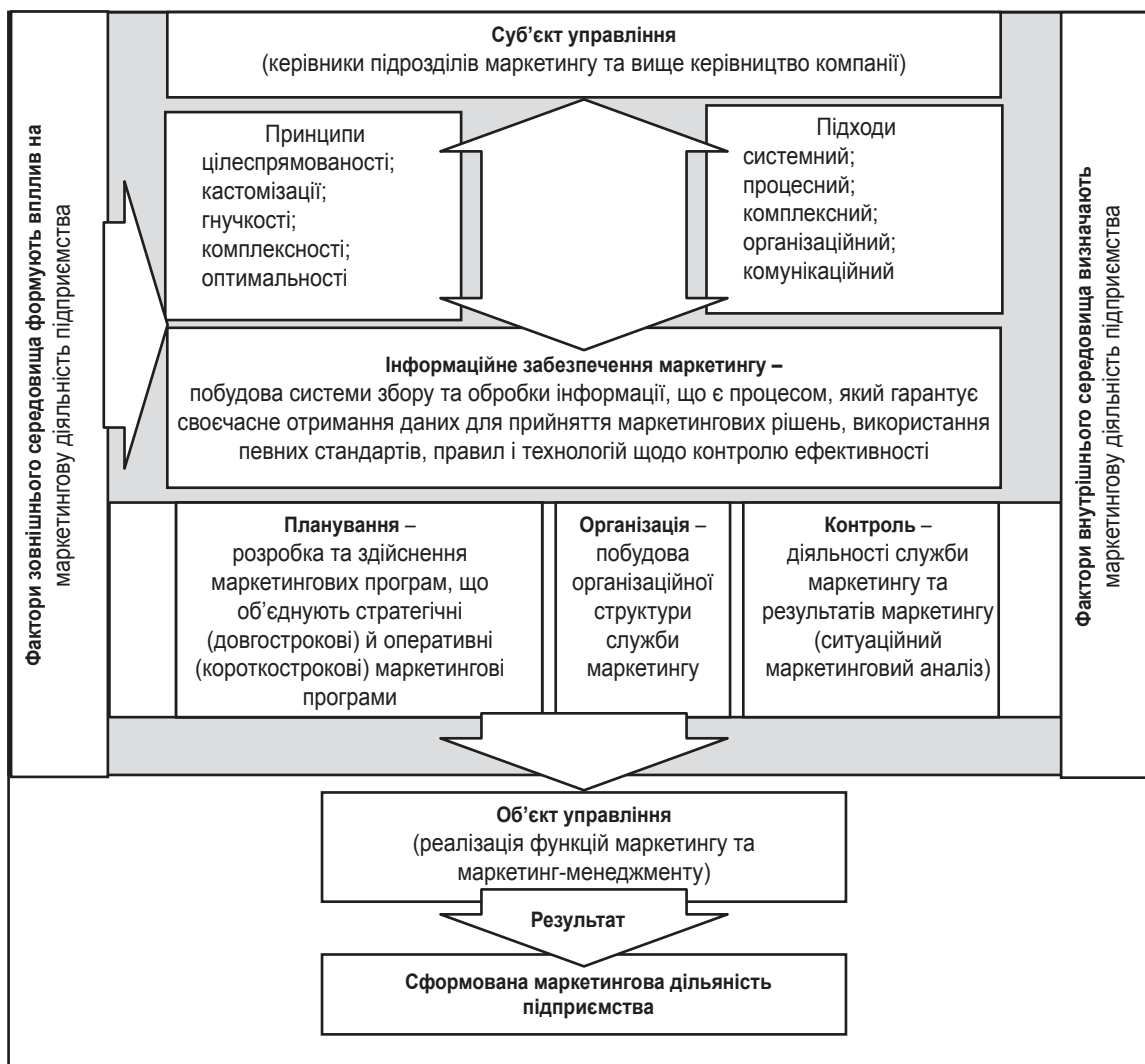 Суб’єкт управління
(керівники підрозділів маркетингу та вище керівництво компанії)
Фактори зовнішнього середовища формують вплив на
маркетингову діяльність підприємства
Принципи
цілеспрямованості;
кастомізації;
гнучкості;
комплексності;
оптимальності
Підходи
системний;
процесний;
комплексний;
організаційний;
комунікаційний
Фактори внутрішнього середовища визначають
маркетингову діяльність підприємства
Інформаційне забезпечення маркетингу –
побудова системи збору та обробки інформації, що є процесом, який гарантує
своєчасне отримання даних для прийняття маркетингових рішень, використання
певних стандартів, правил і технологій щодо контролю ефективності
Планування –
розробка та здійснення
маркетингових програм, що
об’єднують стратегічні
(довгострокові) й оперативні
(короткострокові) маркетингові
програми
Організація –
побудова
організаційної
структури
служби
маркетингу
Контроль –
діяльності служби
маркетингу та
результатів маркетингу
(ситуаційний
маркетинговий аналіз)
Об’єкт управління
(реалізація функцій маркетингу та
маркетинг-менеджменту)
Результат
Сформована маркетингова дільяність
підприємства